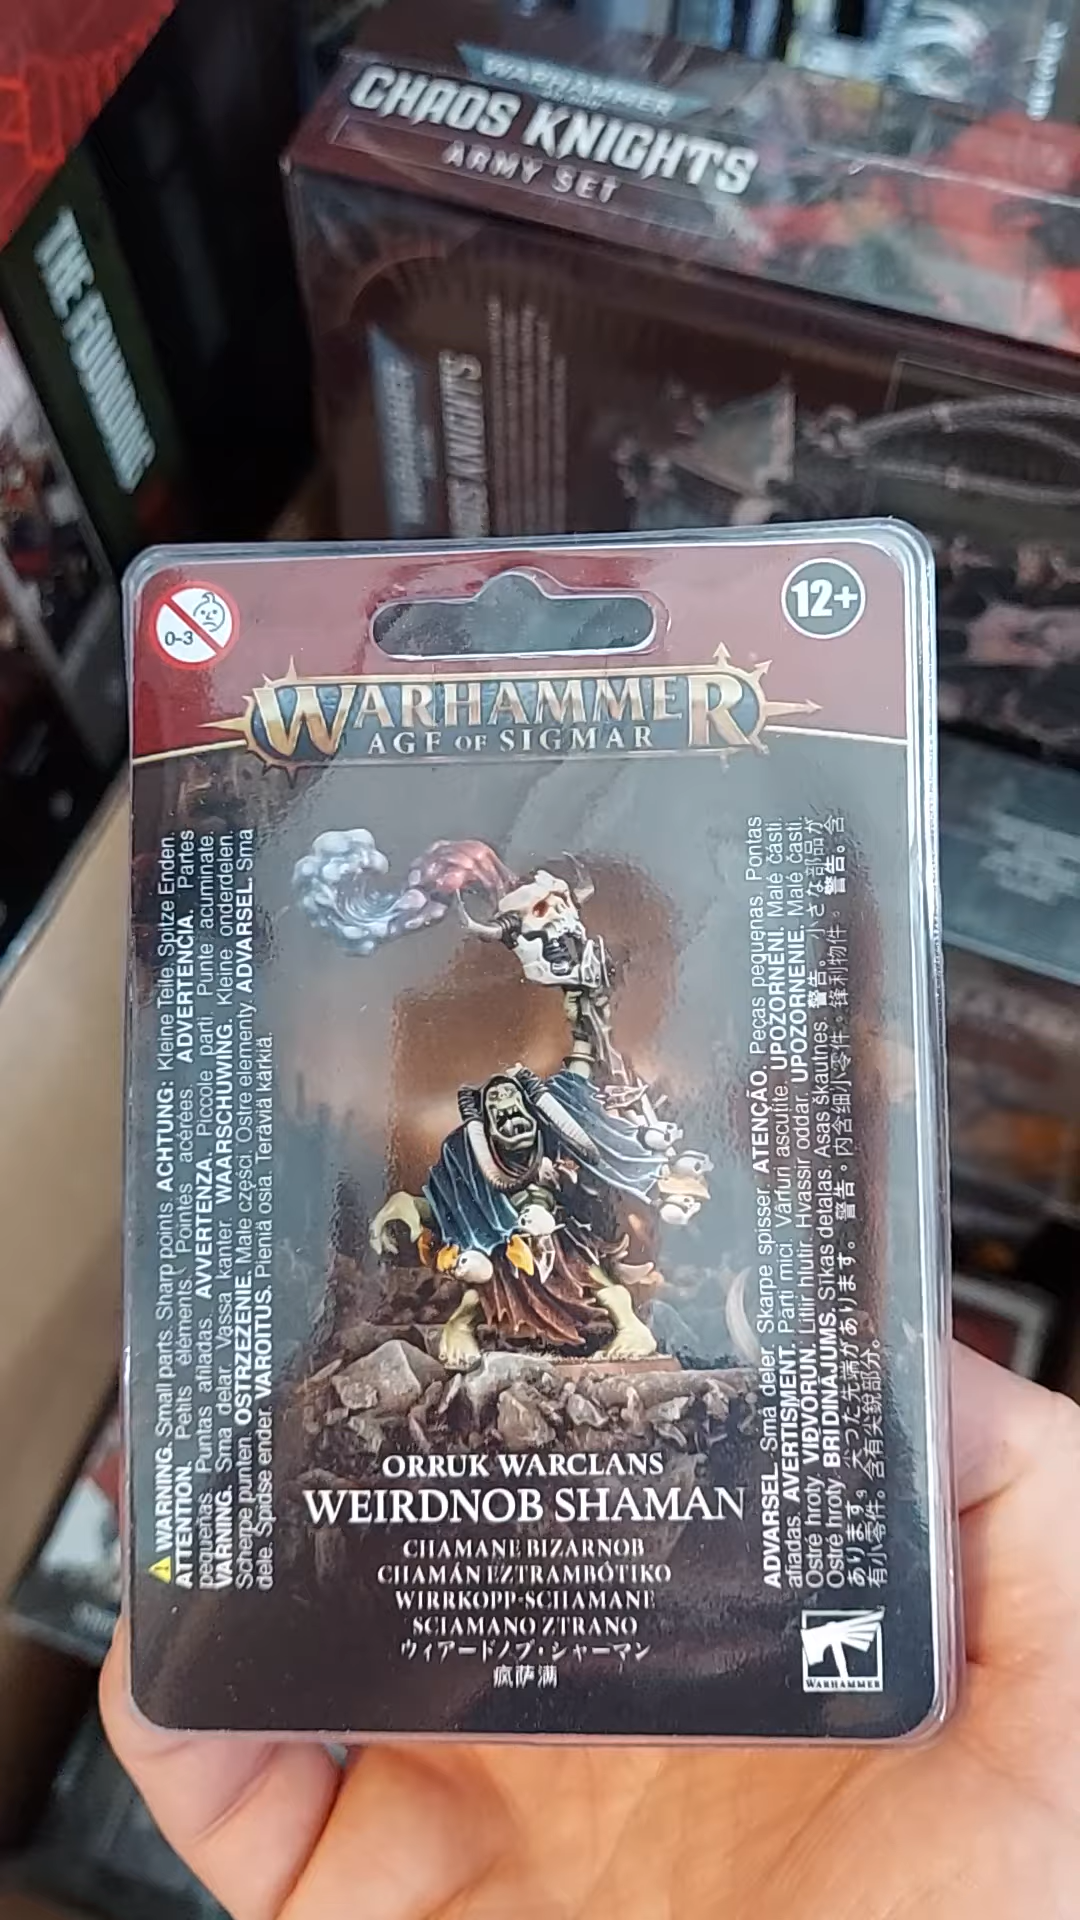 WARHAMMER
CHAOS KNIGHTS
ARMY SET
KNIGHTS
0-3
12+
WARHAMMER
AGE OF SIGMAR
WARNING. Small parts. Sharp points ACHTUNG: Kleine Teile. Spitze Enden.
ATTENTION. Petits éléments. Pointes acérées. ADVERTENCIA. Partes
pequeñas. Puntas afiladas. AVVERTENZA. Piccole parti. Punte acuminate.
VARNING. Sma delar. Vassa kanter. WAARSCHUWING. Kleine onderdelen.
Scherpe punten. OSTRZEŻENIE. Małe części. Ostre elementy. ADVARSEL. Sma
dele. Spidse ender. VAROITUS. Pieniä osia. Teräviä kärkiä.
ADVARSEL. Sma deler. Skarpe spisser. ATENÇÃO. Peças pequenas. Pontas
afiadas. AVERTISMENT. Părți mici. Vârfuri ascuțite. UPOZORNĚNÍ. Malé části.
Ostré hroty. VIÐVÖRUN. Litlir hlutir. Hvassir oddar. UPOZORNENIE. Malé časti.
Ostré hroty. BRĪDINĀJUMS. Sīkas detaļas. Asas šķautnes. 警告。小さな部品が
あります。尖った先端があります。警告。内含细小零件。锋利物件。警告。含
有小零件。含有尖銳部分。
ORRUK WARCLANS
WEIRDNOB SHAMAN
CHAMANE BIZARNOB
CHAMÁN EZTRAMBÓTIKO
WIRRKOPP-SCHAMANE
SCIAMANO ZTRANO
ウィアードノブ・シャーマン
疯萨满
WARHAMMER